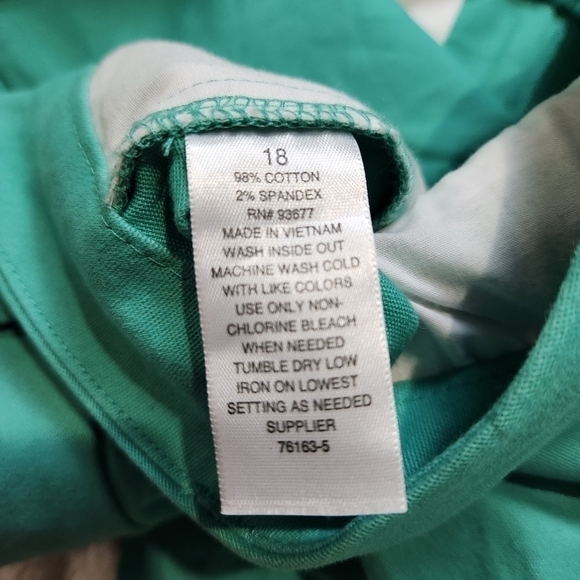 18
98% COTTON
2% SPANDEX
RN# 93677
MADE IN VIETNAM
WASH INSIDE OUT
MACHINE WASH COLD
WITH LIKE COLORS
USE ONLY NON-
CHLORINE BLEACH
WHEN NEEDED
TUMBLE DRY LOW
IRON ON LOWEST
SETTING AS NEEDED
SUPPLIER
76163-5